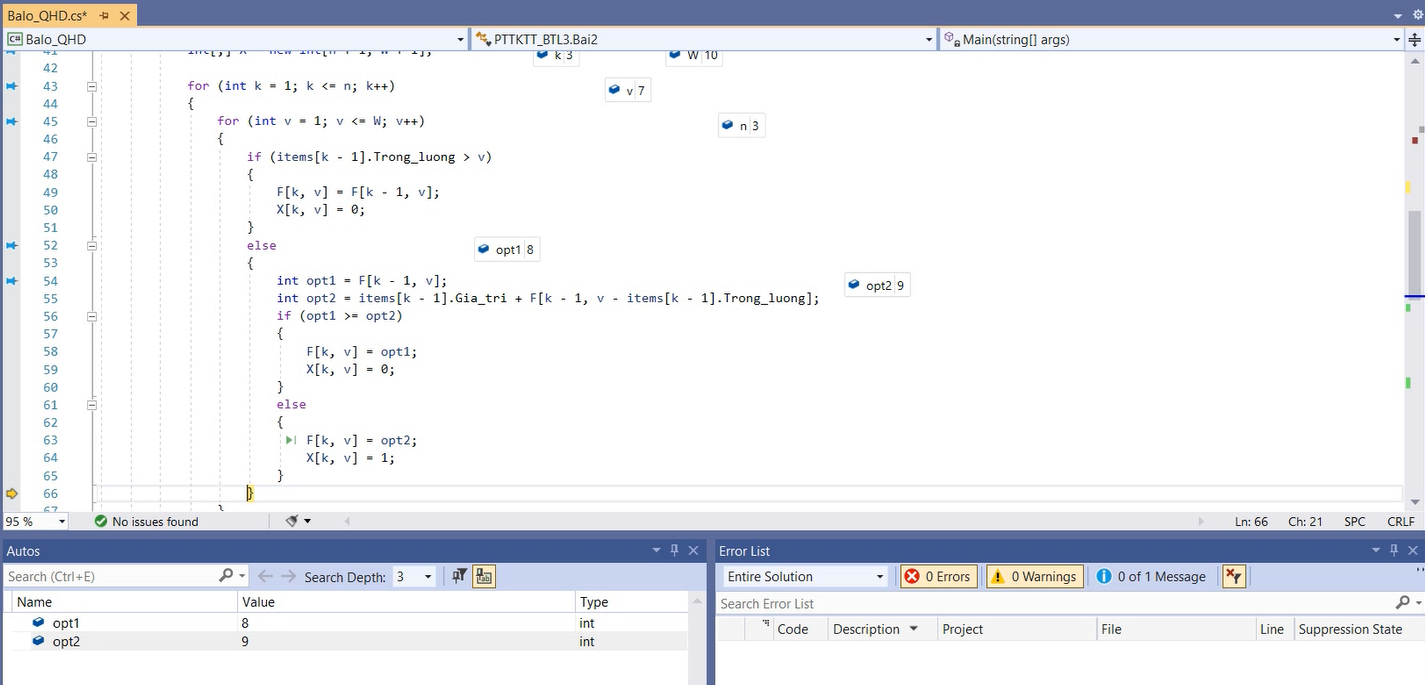 Balo_QHD.cs*
C# Balo_QHD
PTTKTT_BTL3.Bai2
Main(string[] args)
41 int[,] X = new int[n + 1, W + 1];
k 3
W 10
42
43 for (int k = 1; k <= n; k++)
v 7
44 {
45 for (int v = 1; v <= W; v++)
n 3
46 {
47 if (items[k - 1].Trong_luong > v)
48 {
49 F[k, v] = F[k - 1, v];
50 X[k, v] = 0;
51 }
52 else
opt1 8
53 {
54 int opt1 = F[k - 1, v];
opt2 9
55 int opt2 = items[k - 1].Gia_tri + F[k - 1, v - items[k - 1].Trong_luong];
56 if (opt1 >= opt2)
57 {
58 F[k, v] = opt1;
59 X[k, v] = 0;
60 }
61 else
62 {
63 F[k, v] = opt2;
64 X[k, v] = 1;
65 }
66 }
67 }
95 % No issues found Ln: 66 Ch: 21 SPC CRLF
Autos
Search (Ctrl+E) Search Depth: 3
Name Value Type
opt1 8 int
opt2 9 int
Error List
Entire Solution 0 Errors 0 Warnings 0 of 1 Message
Search Error List
Code Description Project File Line Suppression State